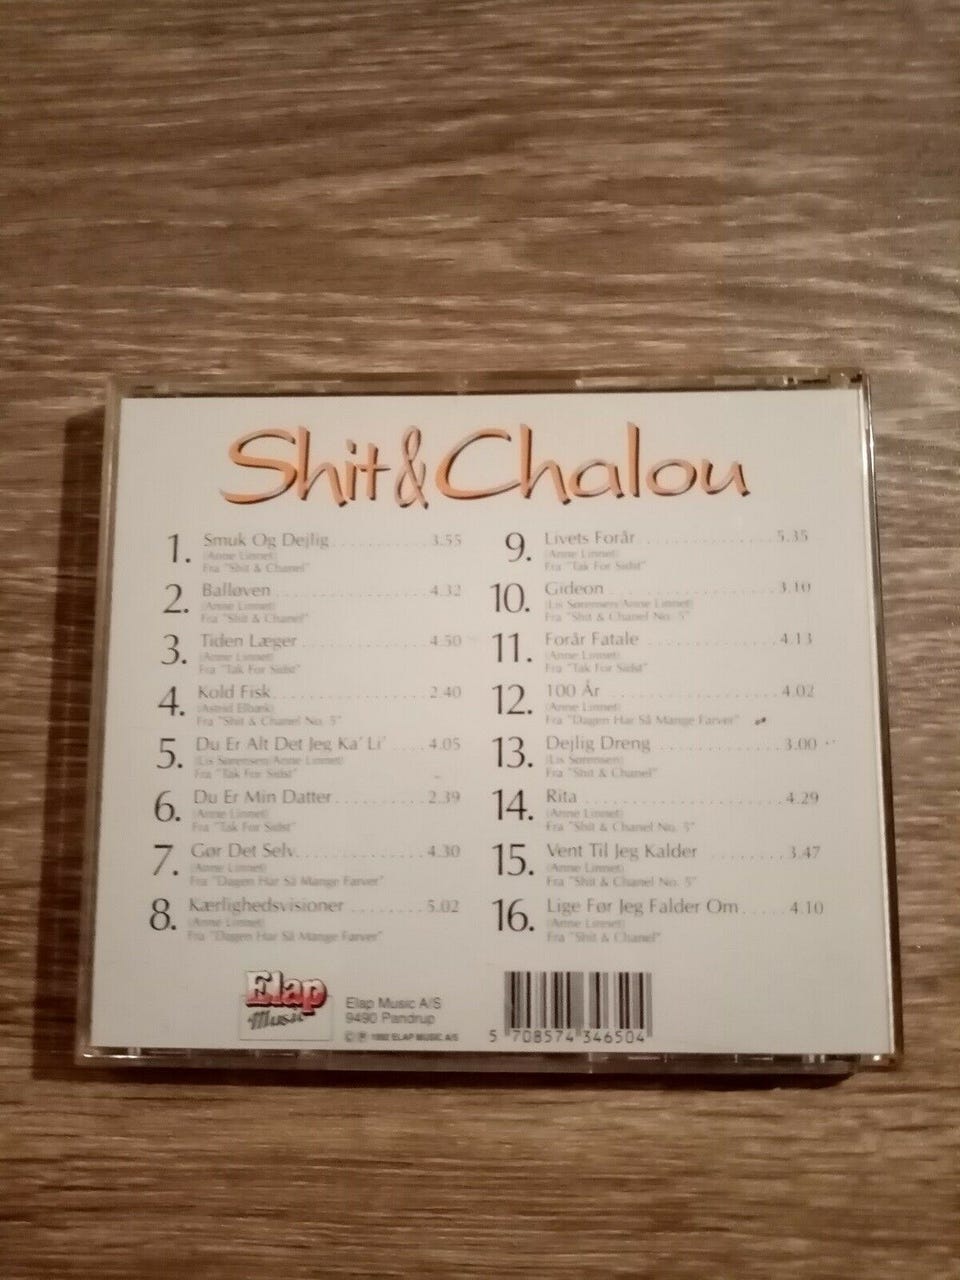 Shit & Chalou
1. Smuk Og Dejlig 3.55
(Anne Linnet)
Fra "Shit & Chanel"
2. Balløven 4.32
(Anne Linnet)
Fra "Shit & Chanel"
3. Tiden Læger 4.50
(Anne Linnet)
Fra "Tak For Sidst"
4. Kold Fisk 2.40
(Astrid Elbæk)
Fra "Shit & Chanel No. 5"
5. Du Er Alt Det Jeg Ka' Li' 4.05
(Lis Sørensen/Anne Linnet)
Fra "Tak For Sidst"
6. Du Er Min Datter 2.39
(Anne Linnet)
Fra "Tak For Sidst"
7. Gør Det Selv 4.30
(Anne Linnet)
Fra "Dagen Har Så Mange Farver"
8. Kærlighedsvisioner 5.02
(Anne Linnet)
Fra "Dagen Har Så Mange Farver"
9. Livets Forår 5.35
(Anne Linnet)
Fra "Tak For Sidst"
10. Gideon 3.10
(Lis Sørensen/Anne Linnet)
Fra "Shit & Chanel No. 5"
11. Forår Fatale 4.13
(Anne Linnet)
Fra "Tak For Sidst"
12. 100 År 4.02
(Anne Linnet)
Fra "Dagen Har Så Mange Farver"
13. Dejlig Dreng 3.00
(Lis Sørensen)
Fra "Shit & Chanel"
14. Rita 4.29
(Anne Linnet)
Fra "Shit & Chanel No. 5"
15. Vent Til Jeg Kalder 3.47
(Anne Linnet)
Fra "Shit & Chanel No. 5"
16. Lige Før Jeg Falder Om 4.10
(Anne Linnet)
Fra "Shit & Chanel"
Elap
Music
Elap Music A/S
9490 Pandrup
© ℗ 1992 ELAP MUSIC A/S
5 708574 346504